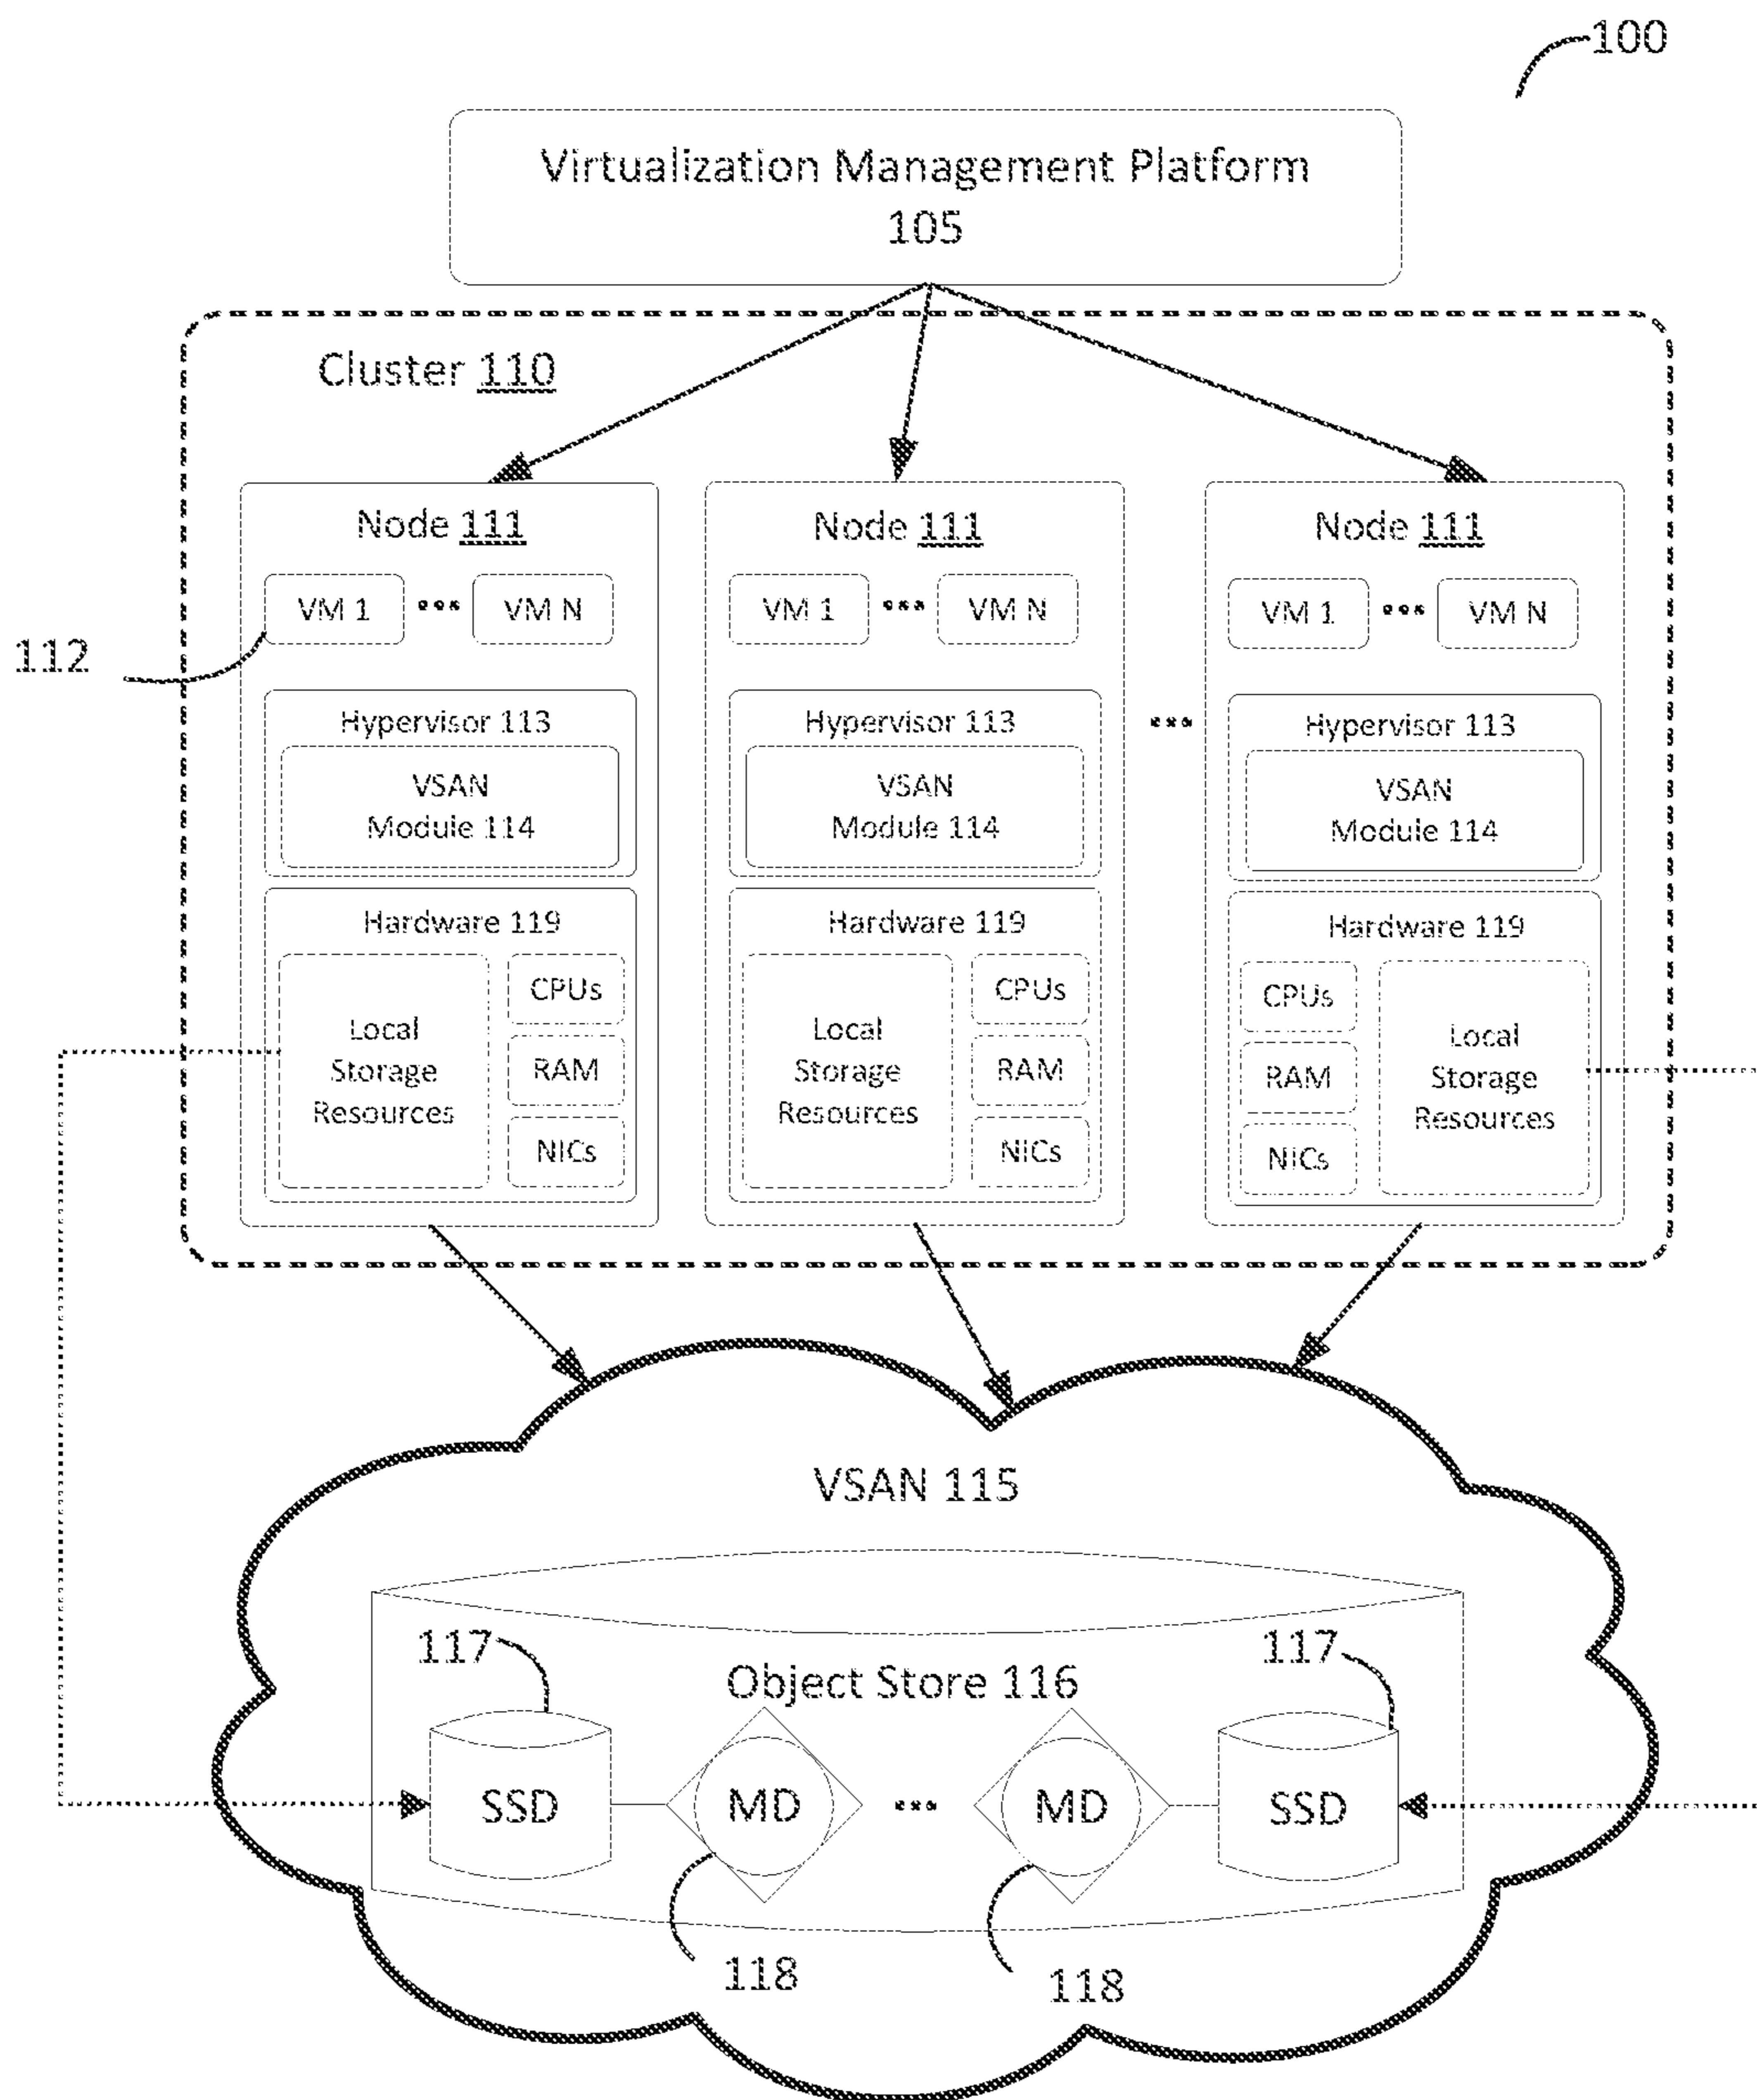 100
Virtualization Management Platform
105
Cluster 110
Node 111
VM 1 ••• VM N
112
Hypervisor 113
VSAN
Module 114
Hardware 119
Local
Storage
Resources
CPUs
RAM
NICs
Node 111
VM 1 ••• VM N
Hypervisor 113
VSAN
Module 114
Hardware 119
Local
Storage
Resources
CPUs
RAM
NICs
•••
Node 111
VM 1 ••• VM N
Hypervisor 113
VSAN
Module 114
Hardware 119
CPUs
RAM
NICs
Local
Storage
Resources
VSAN 115
117
117
Object Store 116
SSD
MD
•••
MD
SSD
118
118